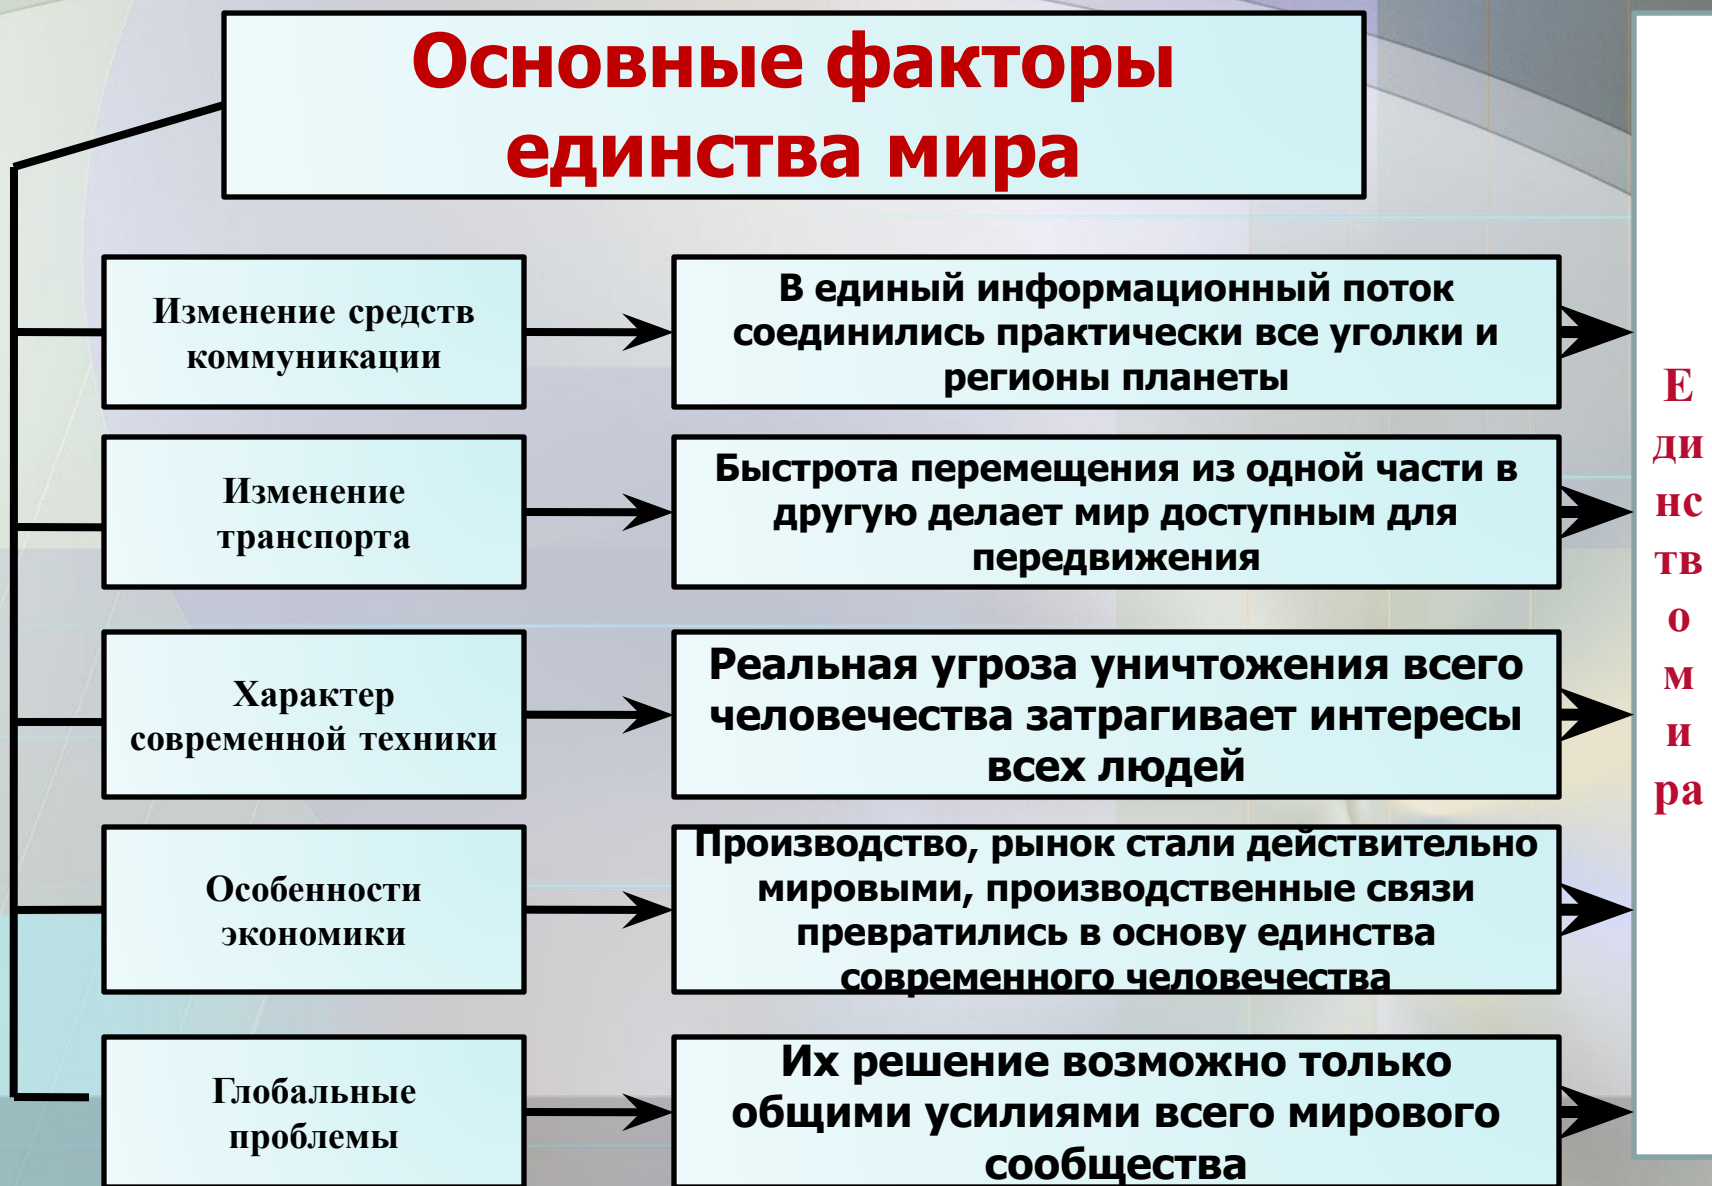 Основные факторы
единства мира
Изменение средств
коммуникации
В единый информационный поток
соединились практически все уголки и
регионы планеты
Изменение
транспорта
Быстрота перемещения из одной части в
другую делает мир доступным для
передвижения
Характер
современной техники
Реальная угроза уничтожения всего
человечества затрагивает интересы
всех людей
Особенности
экономики
Производство, рынок стали действительно
мировыми, производственные связи
превратились в основу единства
современного человечества
Глобальные
проблемы
Их решение возможно только
общими усилиями всего мирового
сообщества
Е
ди
нс
тв
о
м
и
ра